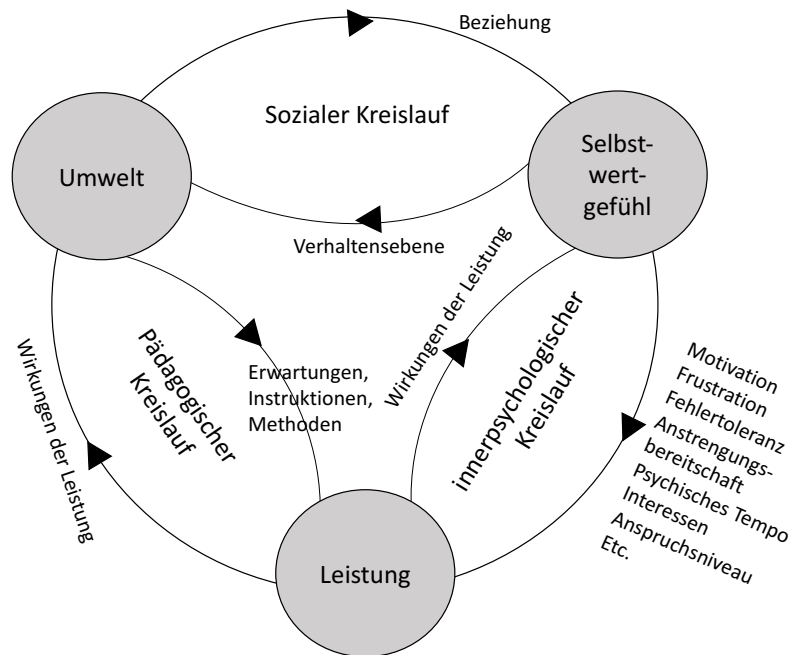 Beziehung
Sozialer Kreislauf
Umwelt
Selbst-
wert-
gefühl
Verhaltensebene
Wirkungen der Leistung
Pädagogischer
Kreislauf
Erwartungen,
Instruktionen,
Methoden
Wirkungen der Leistung
innerpsychologischer
Kreislauf
Motivation
Frustration
Fehlertoleranz
Anstrengungs-
bereitschaft
Psychisches Tempo
Interessen
Anspruchsniveau
Etc.
Leistung